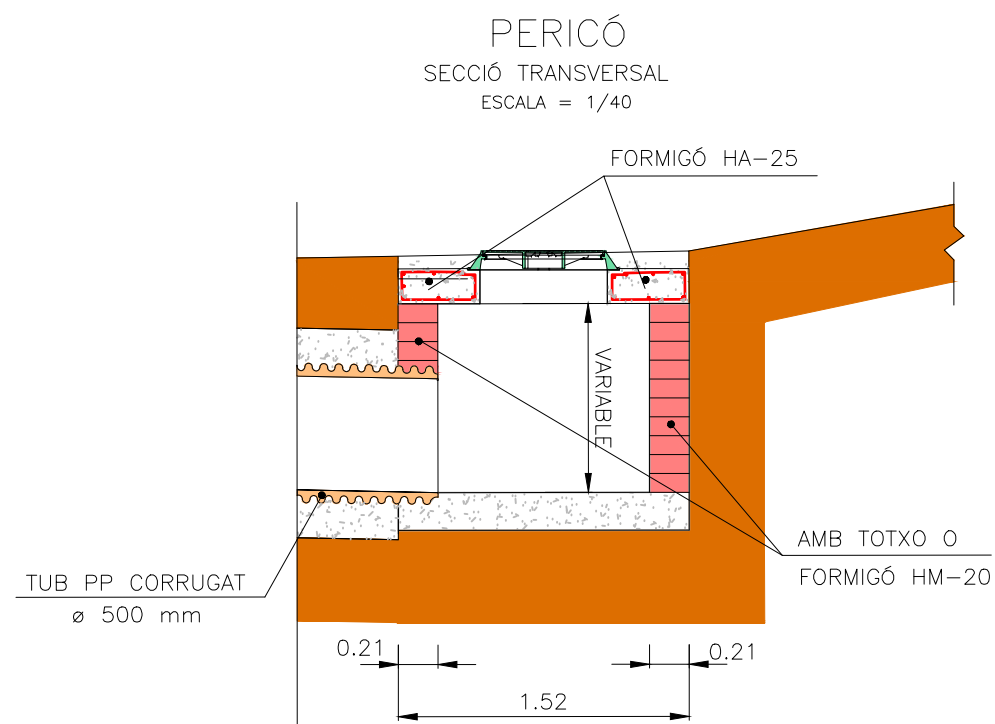 PERICÓ
SECCIÓ TRANSVERSAL
ESCALA = 1/40
FORMIGÓ HA-25
VARIABLE
AMB TOTXO O
FORMIGÓ HM-20
TUB PP CORRUGAT
ø 500 mm
0.21
0.21
1.52